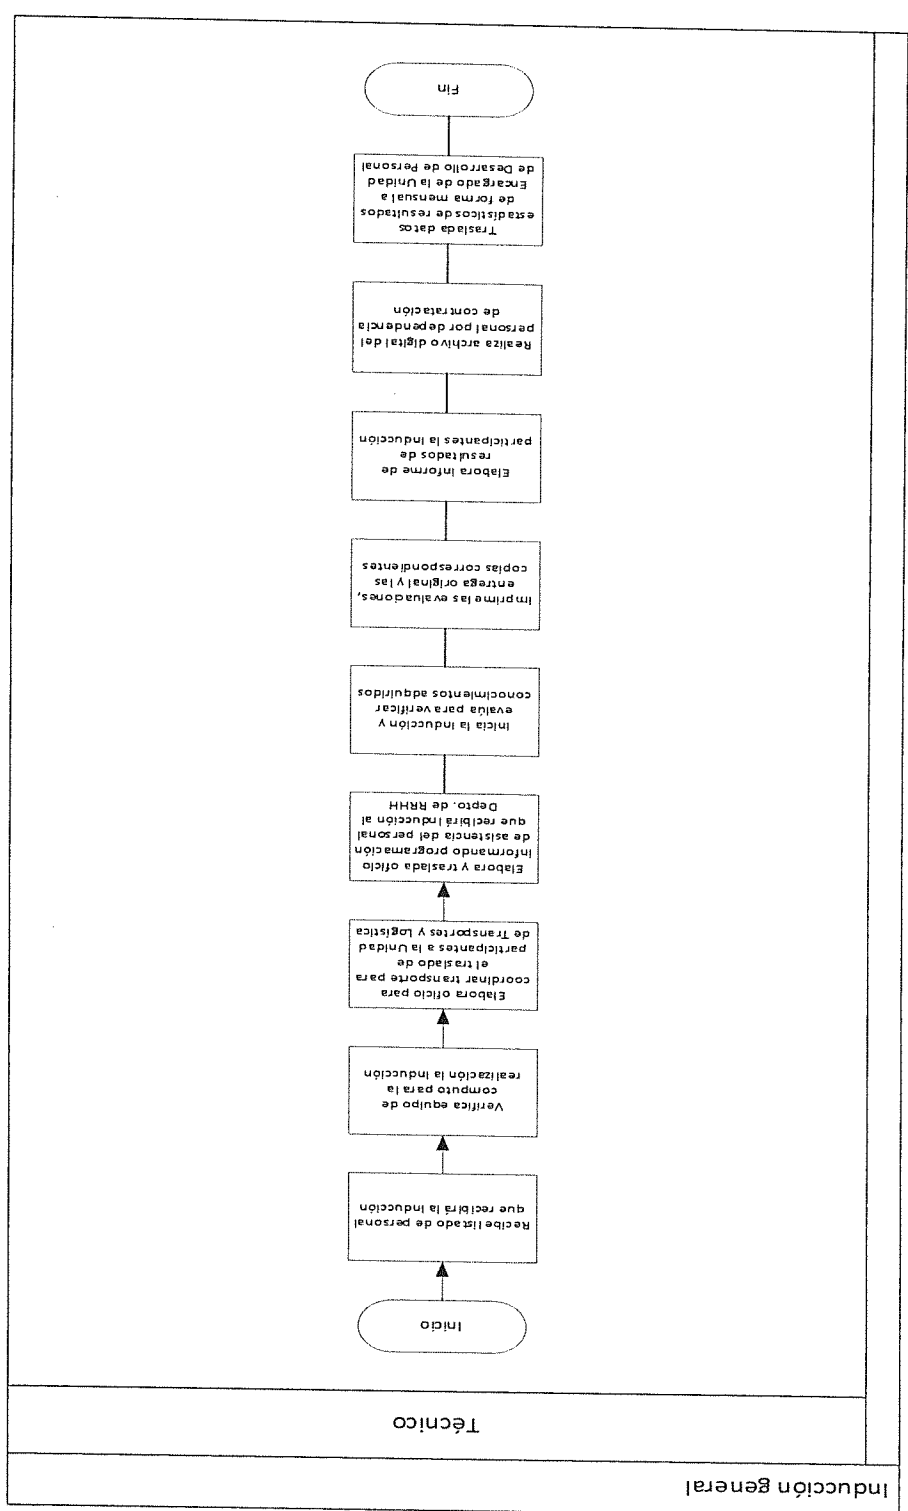 Inducción general
Técnico
Inicio
Recibe listado de personal
que recibirá la Inducción
Verifica equipo de
computo para la
realización la Inducción
Elabora oficio para
coordinar transporte para
el traslado de
participantes a la Unidad
de Transportes y Logística
Elabora y traslada oficio
Informando programación
de asistencia del personal
que recibirá Inducción al
Depto. de RRHH
Inicia la Inducción y
evalúa para verificar
conocimientos adquiridos
Imprime las evaluaciones,
entrega original y las
copias correspondientes
Elabora Informe de
resultados de
participantes la Inducción
Realiza archivo digital del
personal por dependencia
de contratación
Traslada datos
estadísticos de resultados
de forma mensual a
Encargado de la Unidad
de Desarrollo de Personal
Fin